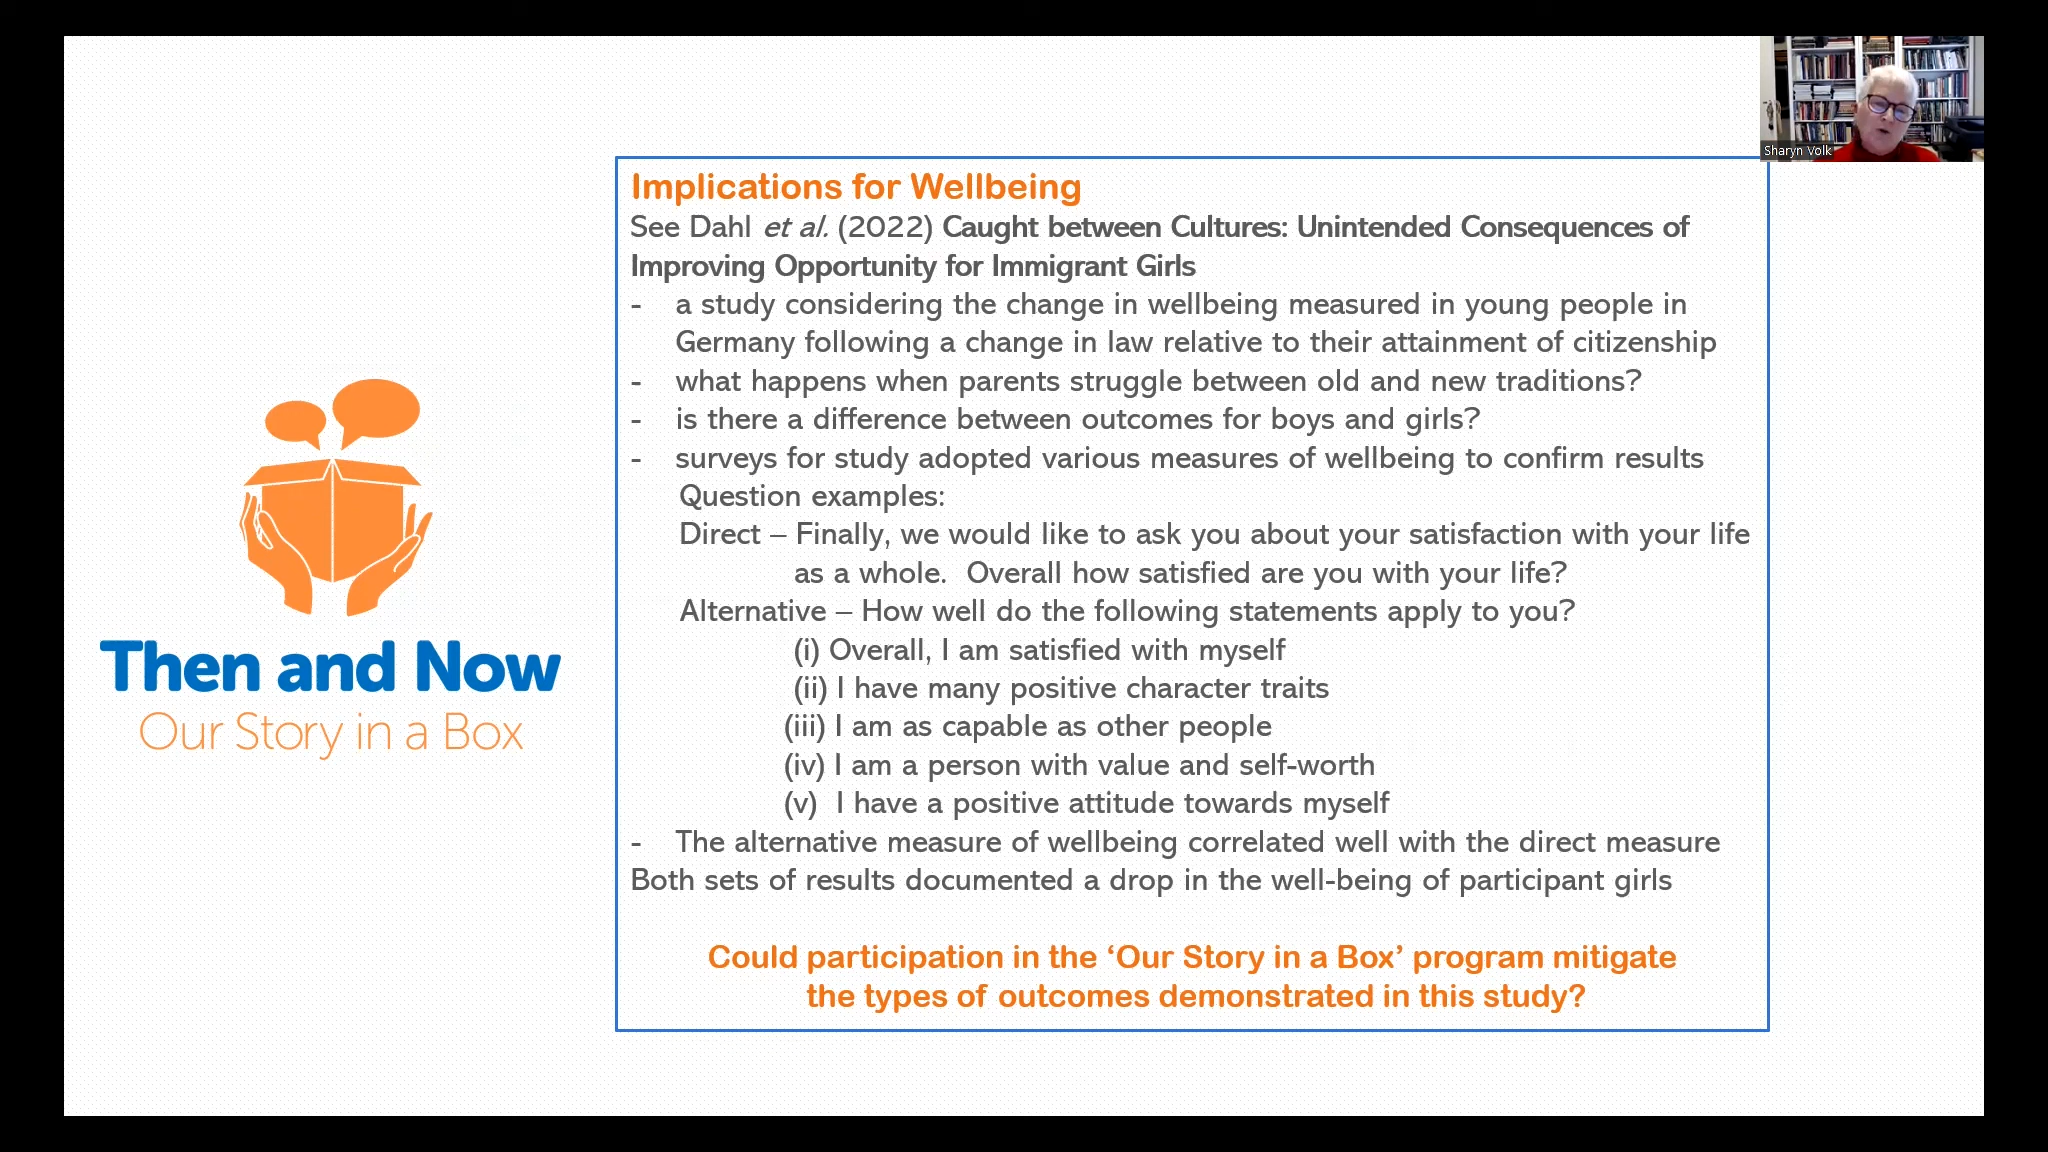 Sharyn Volk
Implications for Wellbeing
See Dahl et al. (2022) Caught between Cultures: Unintended Consequences of
Improving Opportunity for Immigrant Girls
- a study considering the change in wellbeing measured in young people in
Germany following a change in law relative to their attainment of citizenship
- what happens when parents struggle between old and new traditions?
- is there a difference between outcomes for boys and girls?
- surveys for study adopted various measures of wellbeing to confirm results
Question examples:
Direct – Finally, we would like to ask you about your satisfaction with your life
as a whole. Overall how satisfied are you with your life?
Alternative – How well do the following statements apply to you?
(i) Overall, I am satisfied with myself
(ii) I have many positive character traits
(iii) I am as capable as other people
(iv) I am a person with value and self-worth
(v) I have a positive attitude towards myself
- The alternative measure of wellbeing correlated well with the direct measure
Both sets of results documented a drop in the well-being of participant girls
Could participation in the ‘Our Story in a Box’ program mitigate
the types of outcomes demonstrated in this study?
Then and Now
Our Story in a Box